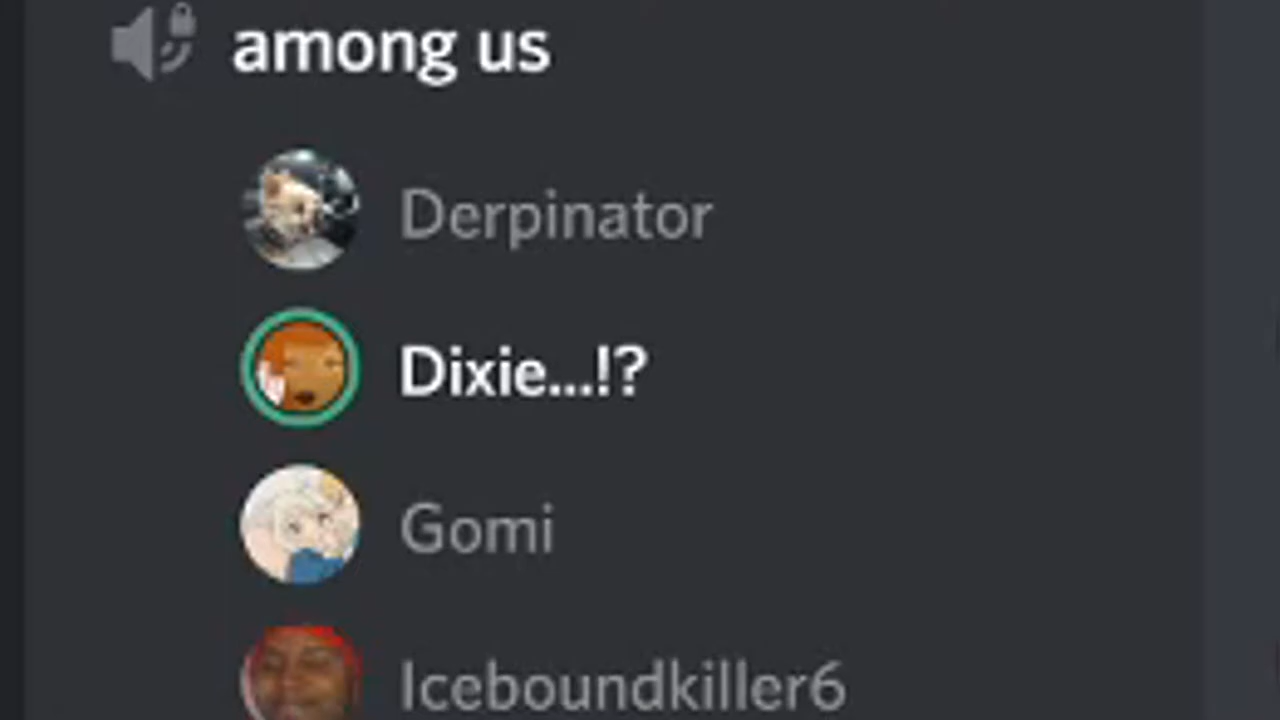 among us
Derpinator
Dixie...!?
Gomi
Iceboundkiller6